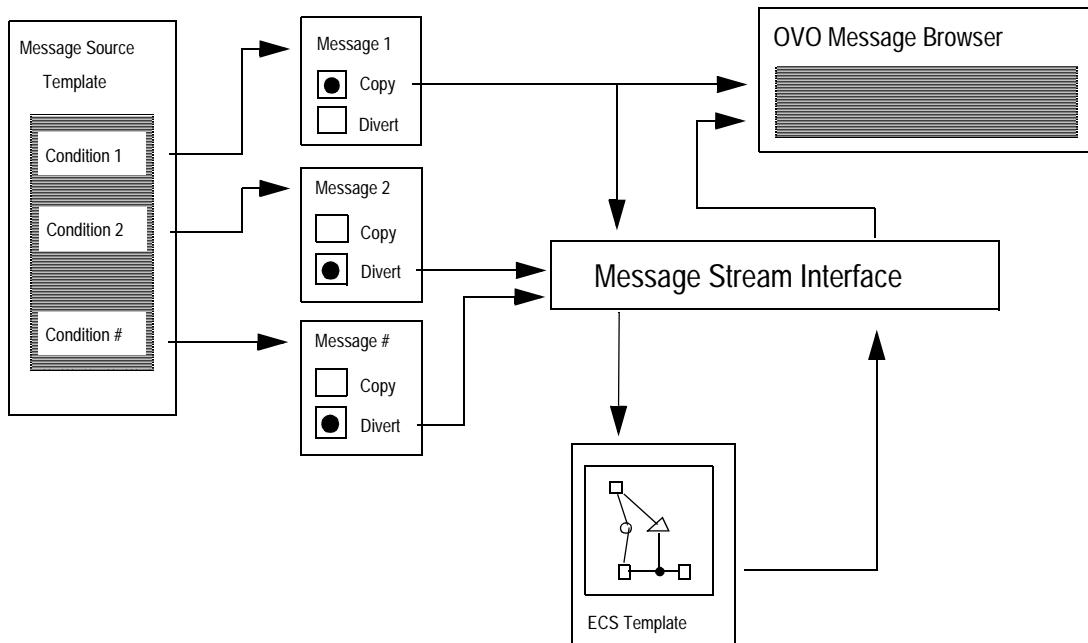 Message Source
Template
Condition 1
Condition 2
Condition #
Message 1
Copy
Divert
Message 2
Copy
Divert
Message #
Copy
Divert
OVO Message Browser
Message Stream Interface
ECS Template